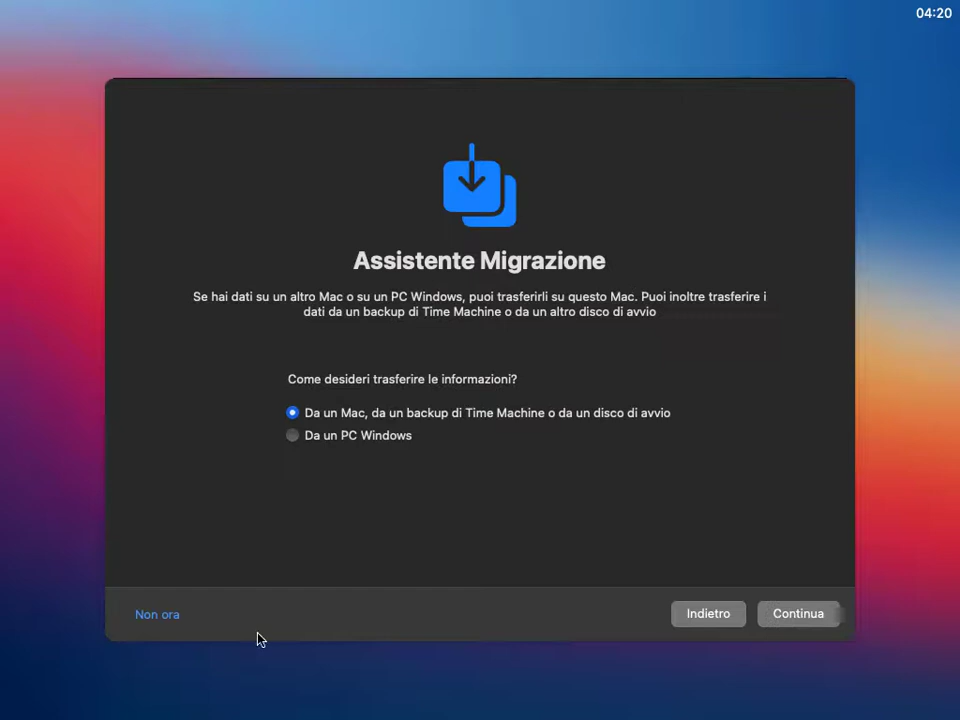 04:20
Assistente Migrazione
Se hai dati su un altro Mac o su un PC Windows, puoi trasferirli su questo Mac. Puoi inoltre trasferire i
dati da un backup di Time Machine o da un altro disco di avvio
Come desideri trasferire le informazioni?
Da un Mac, da un backup di Time Machine o da un disco di avvio
Da un PC Windows
Non ora
Indietro
Continua